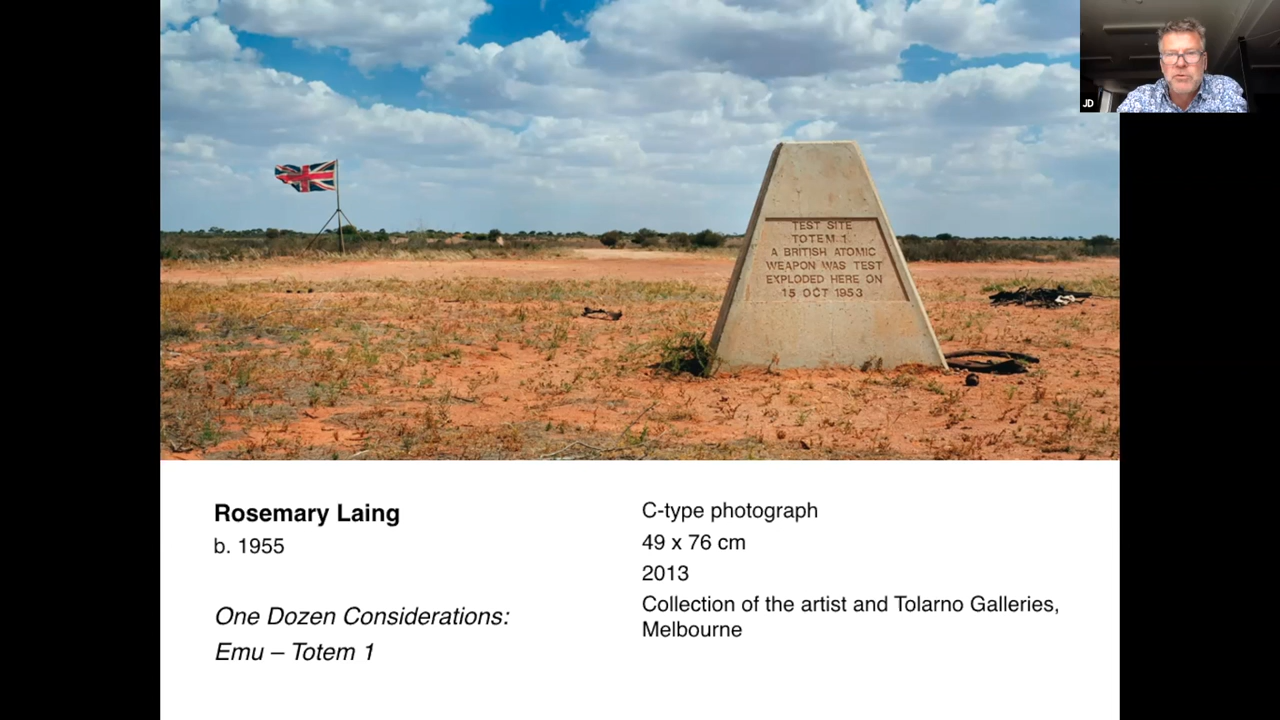 JD
TEST SITE
TOTEM 1
A BRITISH ATOMIC
WEAPON WAS TEST
EXPLODED HERE ON
15 OCT 1953
Rosemary Laing
b. 1955
One Dozen Considerations:
Emu – Totem 1
C-type photograph
49 x 76 cm
2013
Collection of the artist and Tolarno Galleries,
Melbourne